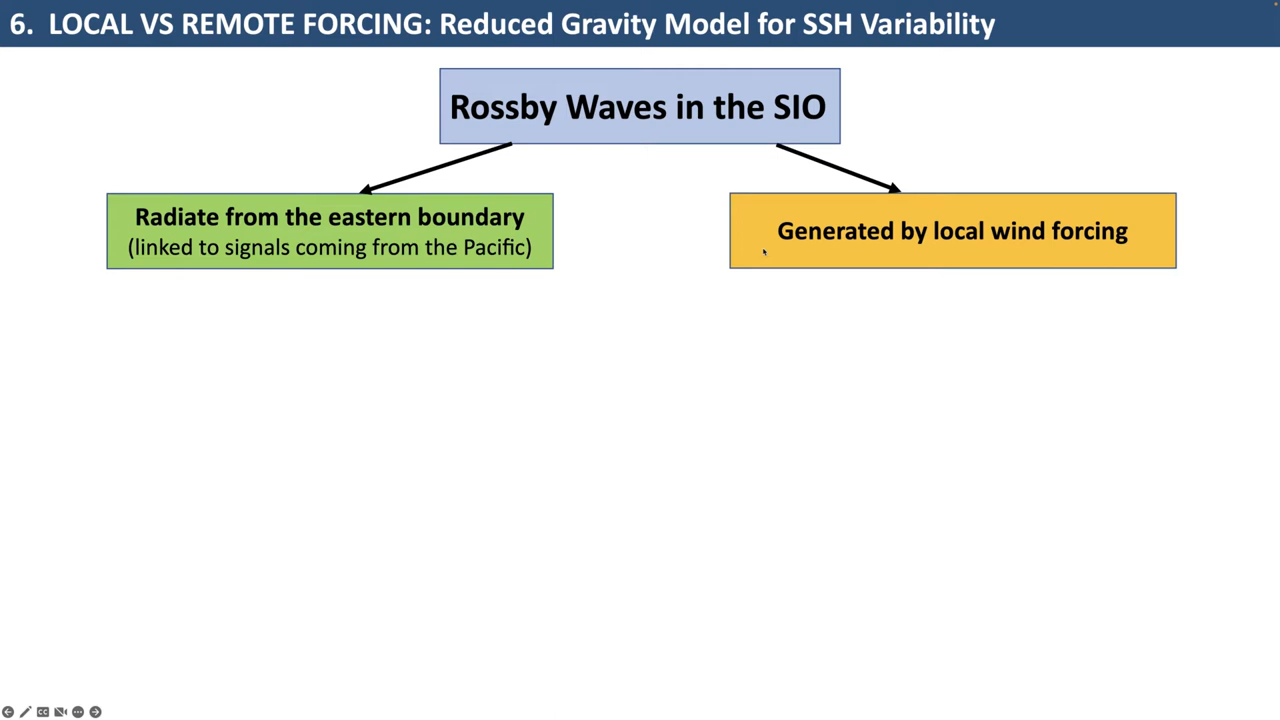 6. LOCAL VS REMOTE FORCING: Reduced Gravity Model for SSH Variability
Rossby Waves in the SIO
Radiate from the eastern boundary
(linked to signals coming from the Pacific)
Generated by local wind forcing
CC